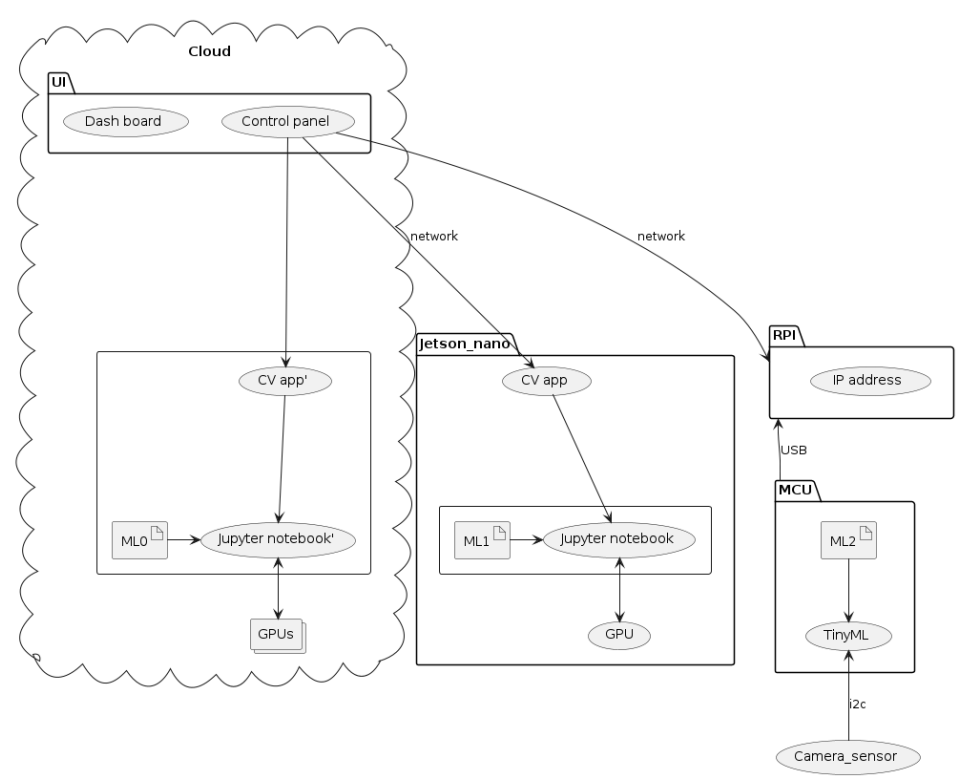 Cloud
UI
Dash board
Control panel
network
network
Jetson_nano
RPI
CV app'
CV app
IP address
USB
MCU
ML0
Jupyter notebook'
ML1
Jupyter notebook
ML2
GPUs
GPU
TinyML
i2c
Camera_sensor